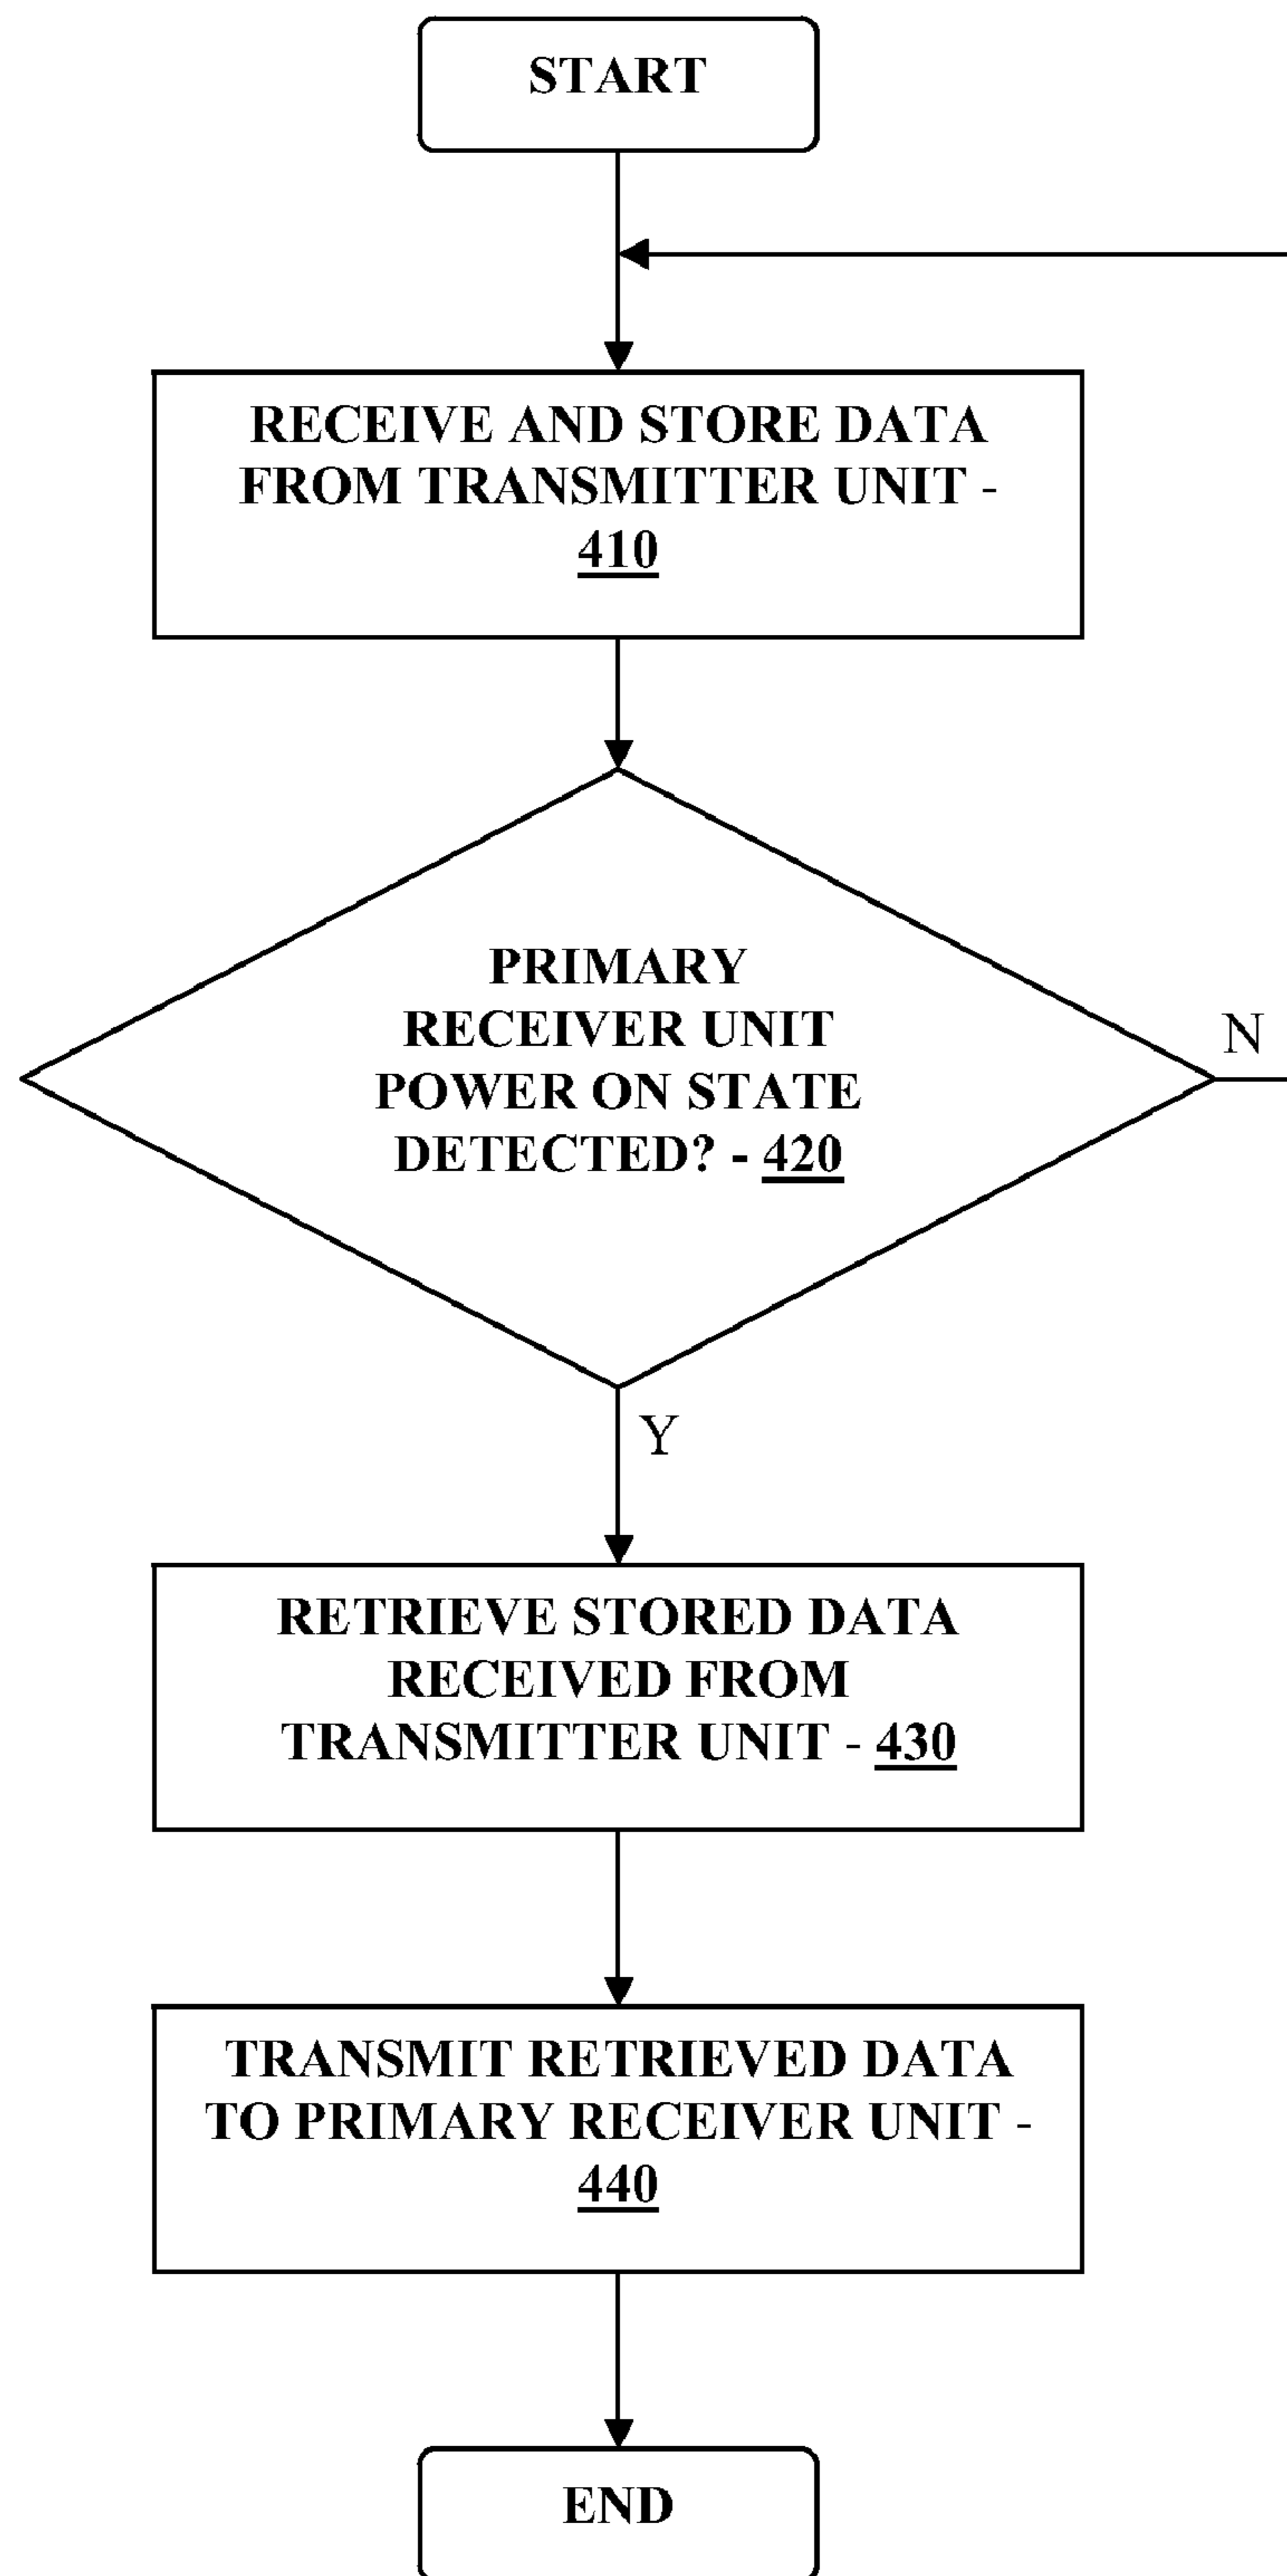 START
RECEIVE AND STORE DATA
FROM TRANSMITTER UNIT -
410
PRIMARY
RECEIVER UNIT
POWER ON STATE
DETECTED? - 420
N
Y
RETRIEVE STORED DATA
RECEIVED FROM
TRANSMITTER UNIT - 430
TRANSMIT RETRIEVED DATA
TO PRIMARY RECEIVER UNIT -
440
END